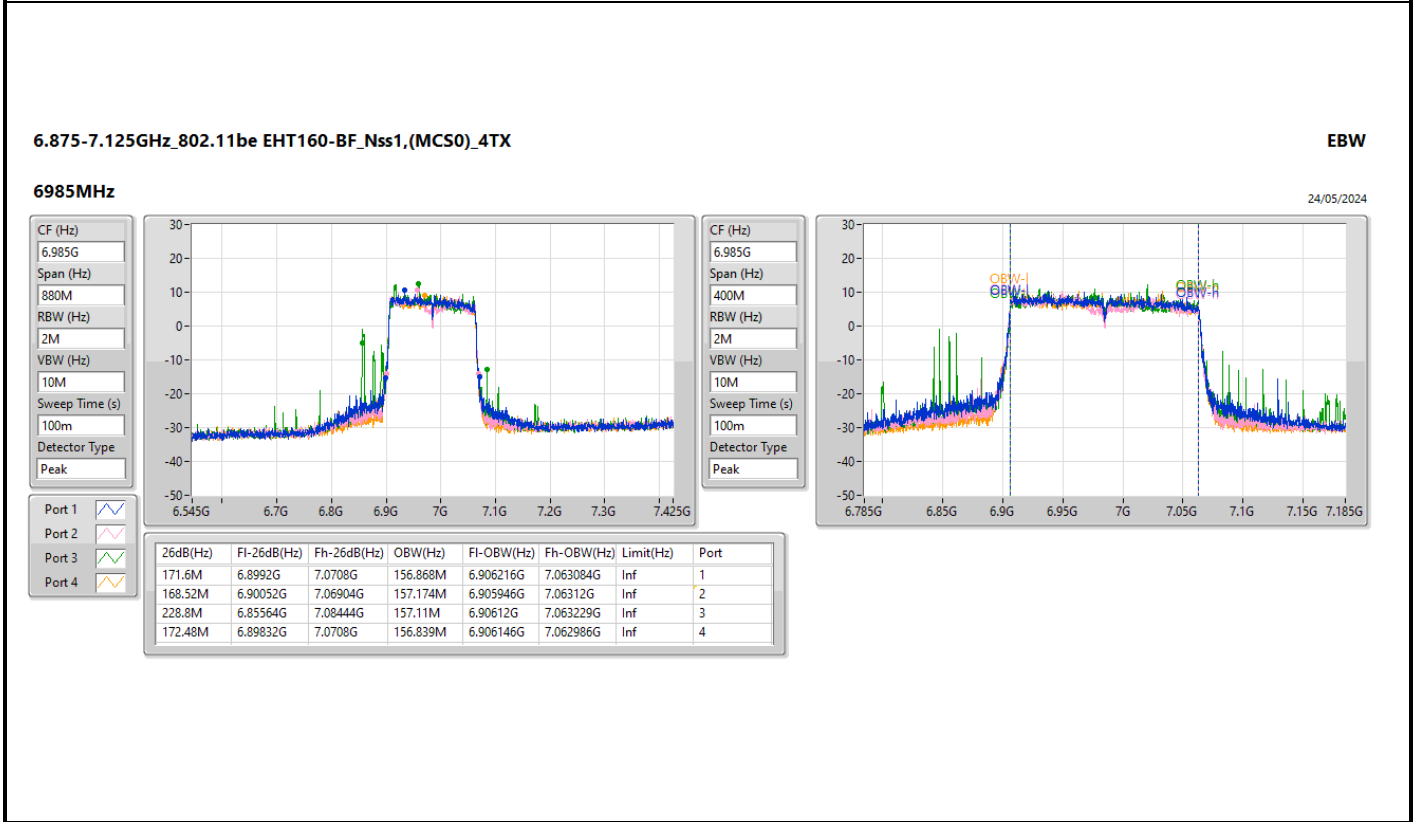 6.875-7.125GHz_802.11be EHT160-BF_Nss1,(MCS0)_4TX
EBW
6985MHz
24/05/2024
CF (Hz)
6.985G
Span (Hz)
880M
RBW (Hz)
2M
VBW (Hz)
10M
Sweep Time (s)
100m
Detector Type
Peak
30
20
10
0
-10
-20
-30
-40
-50
6.545G 6.7G 6.8G 6.9G 7G 7.1G 7.2G 7.3G 7.425G
CF (Hz)
6.985G
Span (Hz)
400M
RBW (Hz)
2M
VBW (Hz)
10M
Sweep Time (s)
100m
Detector Type
Peak
30
20
10
0
-10
-20
-30
-40
-50
OBW-l
OBW-l
OBW-h
OBW-h
6.785G 6.85G 6.9G 6.95G 7G 7.05G 7.1G 7.15G 7.185G
Port 1
Port 2
Port 3
Port 4
26dB(Hz) Fl-26dB(Hz) Fh-26dB(Hz) OBW(Hz) Fl-OBW(Hz) Fh-OBW(Hz) Limit(Hz) Port
171.6M 6.8992G 7.0708G 156.868M 6.906216G 7.063084G Inf 1
168.52M 6.90052G 7.06904G 157.174M 6.905946G 7.06312G Inf 2
228.8M 6.85564G 7.08444G 157.11M 6.90612G 7.063229G Inf 3
172.48M 6.89832G 7.0708G 156.839M 6.906146G 7.062986G Inf 4